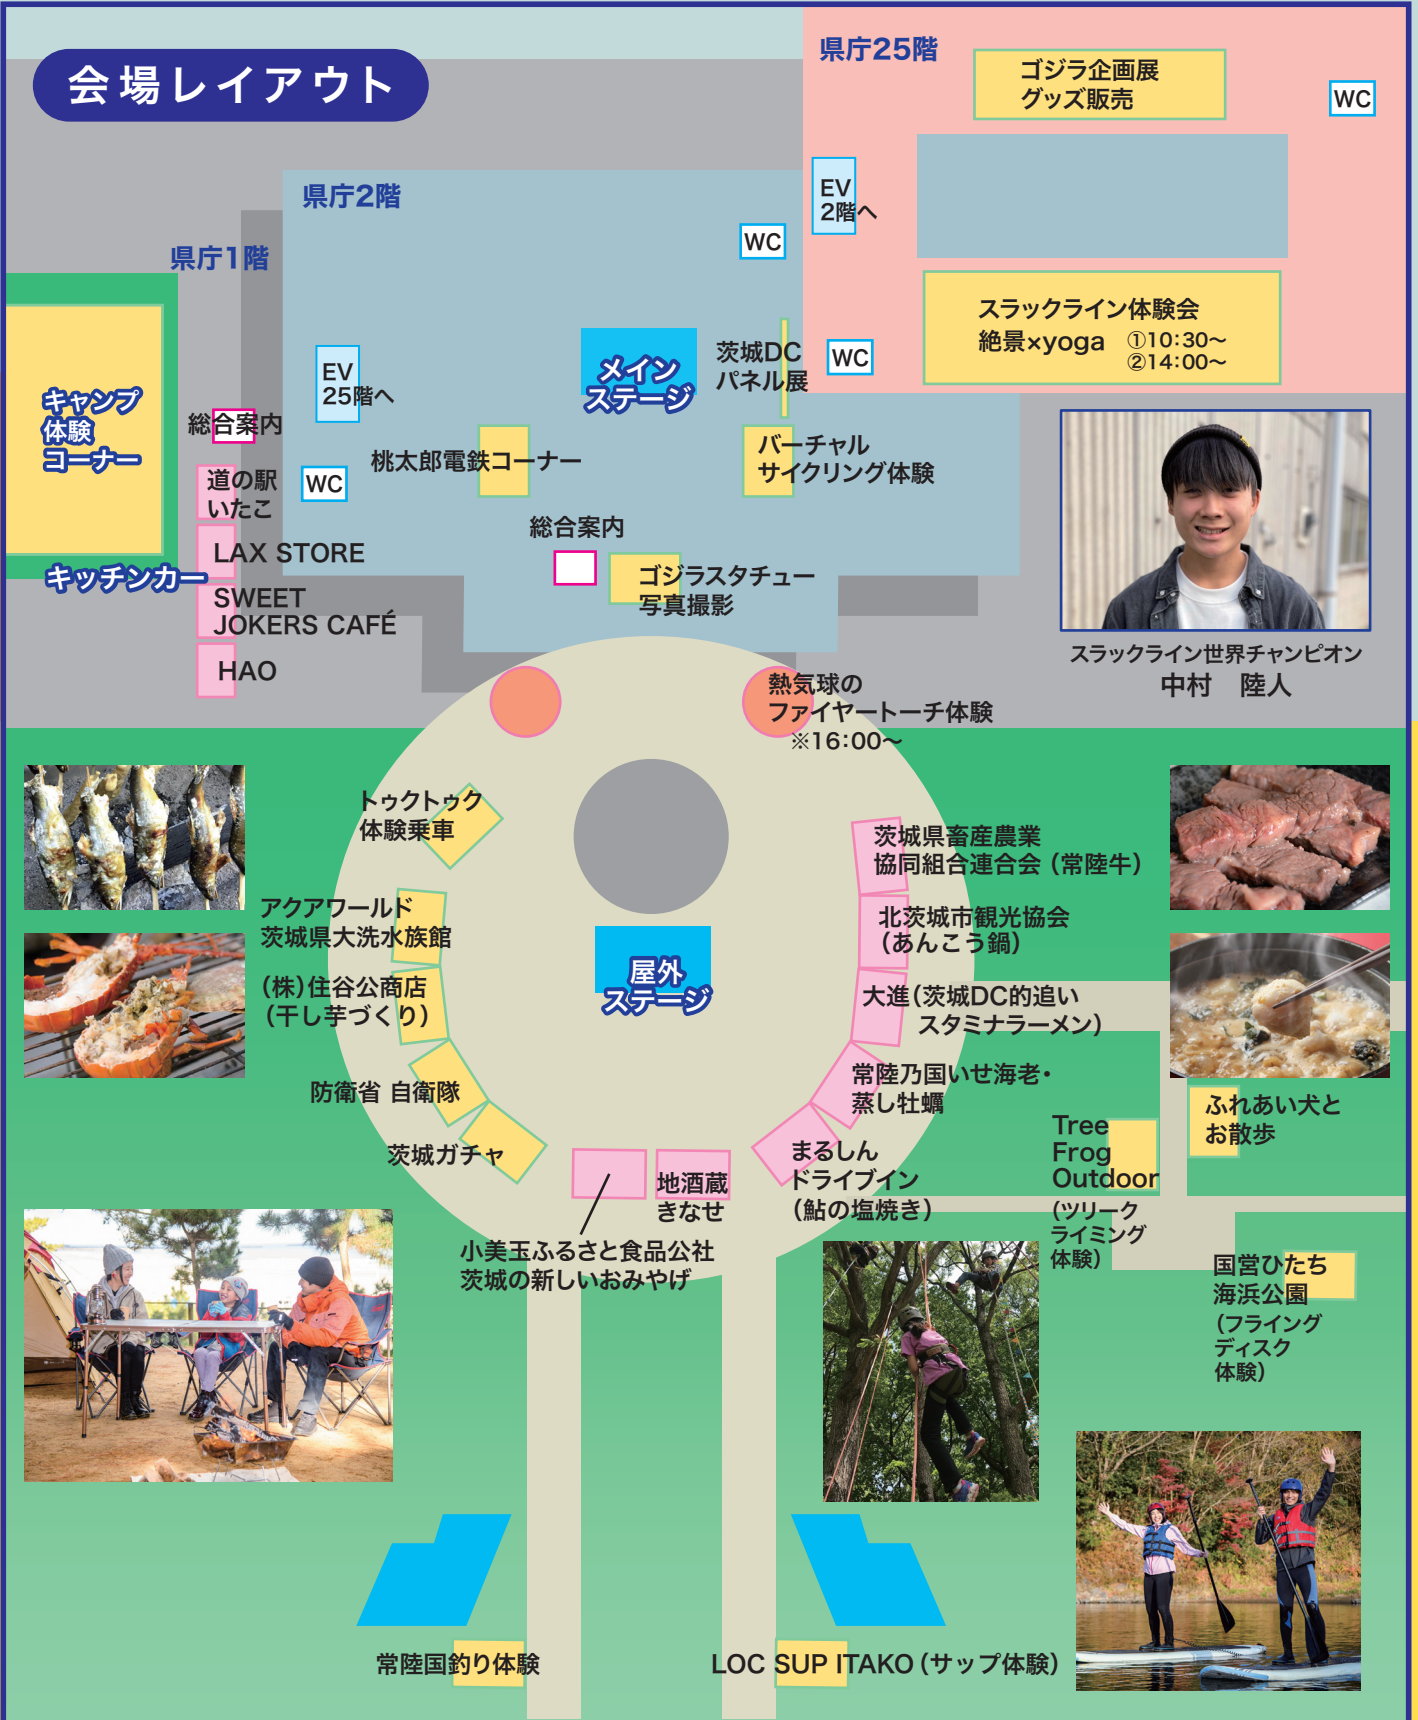 会場レイアウト
県庁25階
ゴジラ企画展
グッズ販売
WC
EV
2階へ
スラックライン体験会
絶景×yoga ①10:30〜
②14:00〜
WC
県庁2階
WC
EV
25階へ
メイン
ステージ
茨城DC
パネル展
桃太郎電鉄コーナー
バーチャル
サイクリング体験
WC
総合案内
ゴジラスタチュー
写真撮影
県庁1階
キャンプ
体験
コーナー
総合案内
道の駅
いたこ
LAX STORE
キッチンカー
SWEET
JOKERS CAFÉ
HAO
スラックライン世界チャンピオン
中村 陸人
熱気球の
ファイヤートーチ体験
※16:00〜
トゥクトゥク
体験乗車
アクアワールド
茨城県大洗水族館
(株)住谷公商店
(干し芋づくり)
防衛省 自衛隊
茨城ガチャ
屋外
ステージ
茨城県畜産農業
協同組合連合会(常陸牛)
北茨城市観光協会
(あんこう鍋)
大進(茨城DC的追い
スタミナラーメン)
常陸乃国いせ海老・
蒸し牡蠣
まるしん
ドライブイン
(鮎の塩焼き)
地酒蔵
きなせ
小美玉ふるさと食品公社
茨城の新しいおみやげ
Tree
Frog
Outdoor
(ツリーク
ライミング
体験)
ふれあい犬と
お散歩
国営ひたち
海浜公園
(フライング
ディスク
体験)
常陸国釣り体験
LOC SUP ITAKO(サップ体験)